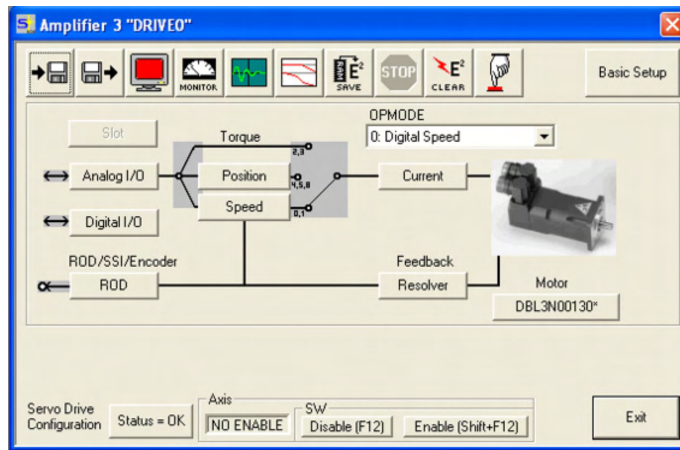 Amplifier 3 "DRIVE0"
MONITOR
E²
SAVE
STOP
E²
CLEAR
Basic Setup
OPMODE
0: Digital Speed
Slot
Torque
2,3
Analog I/O
Position
4,5,8
Current
Speed
0,1
Digital I/O
ROD/SSI/Encoder
ROD
Feedback
Resolver
Motor
DBL3N00130*
Servo Drive
Configuration
Status = OK
Axis
NO ENABLE
SW
Disable (F12)
Enable (Shift+F12)
Exit